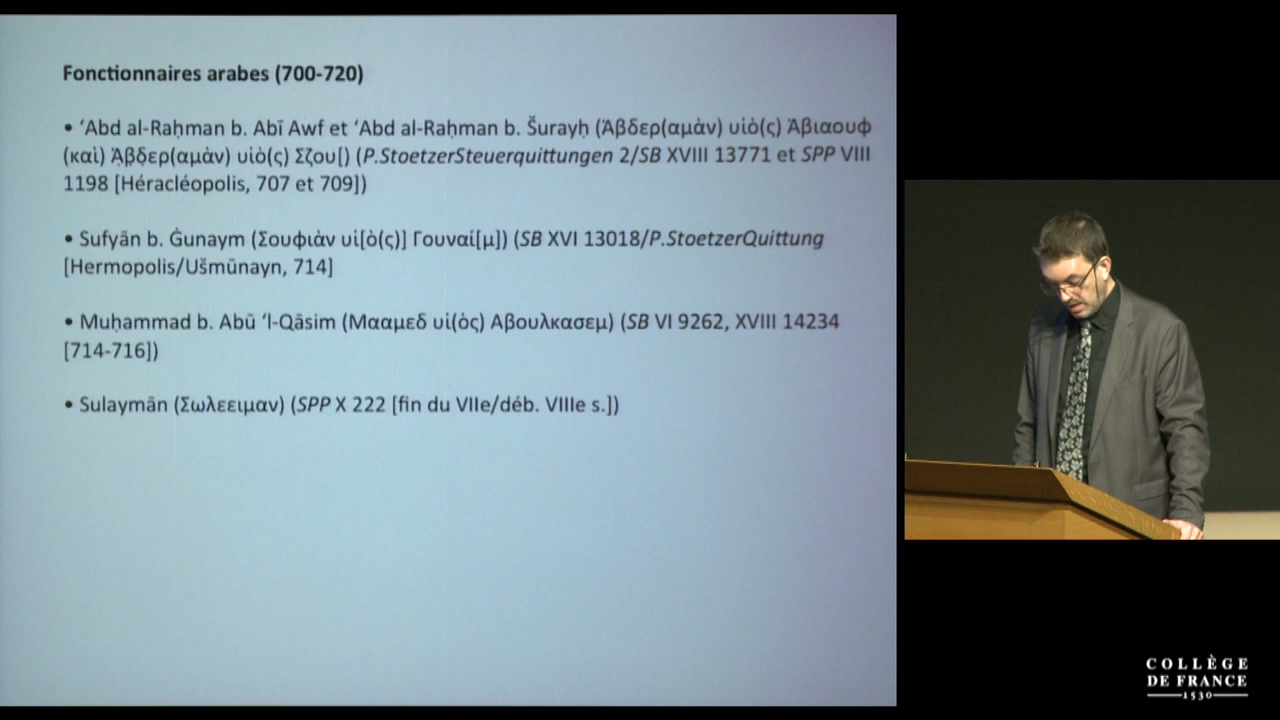 Fonctionnaires arabes (700-720)
• ‘Abd al-Raḥman b. Abī Awf et ‘Abd al-Raḥman b. Šurayḥ (Ἀβδερ(αμὰν) υἱὸ(ς) Ἀβιαουφ
(καὶ) Ἀβδερ(αμὰν) υἱὸ(ς) Σζου[) (P.StoetzerSteuerquittungen 2/SB XVIII 13771 et SPP VIII
1198 [Héracléopolis, 707 et 709])
• Sufyān b. Ġunaym (Σουφιὰν υἱ[ὸ(ς)] Γουναί[μ]) (SB XVI 13018/P.StoetzerQuittung
[Hermopolis/Ušmūnayn, 714]
• Muḥammad b. Abū ‘l-Qāsim (Μααμεδ υἱ(ὸς) Αβουλκασεμ) (SB VI 9262, XVIII 14234
[714-716])
• Sulaymān (Σωλεειμαν) (SPP X 222 [fin du VIIe/déb. VIIIe s.])
COLLÈGE
DE FRANCE
1530